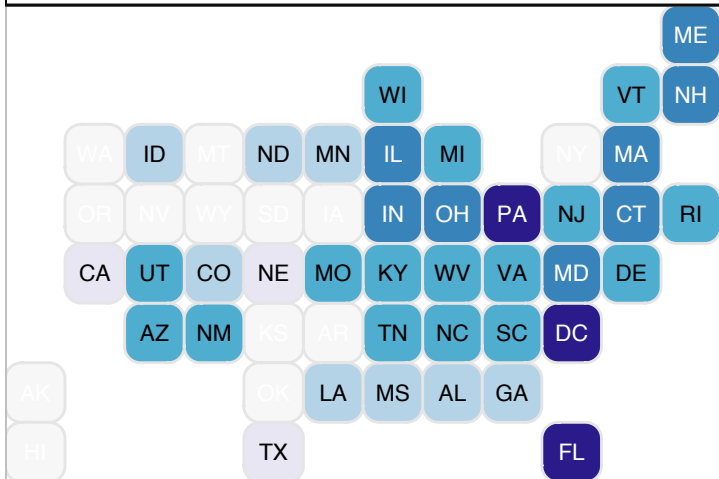 ME
WI VT NH
WA ID MT ND MN IL MI NY MA
OR NV WY SD IA IN OH PA NJ CT RI
CA UT CO NE MO KY WV VA MD DE
AZ NM KS AR TN NC SC DC
AK OK LA MS AL GA
HI TX FL